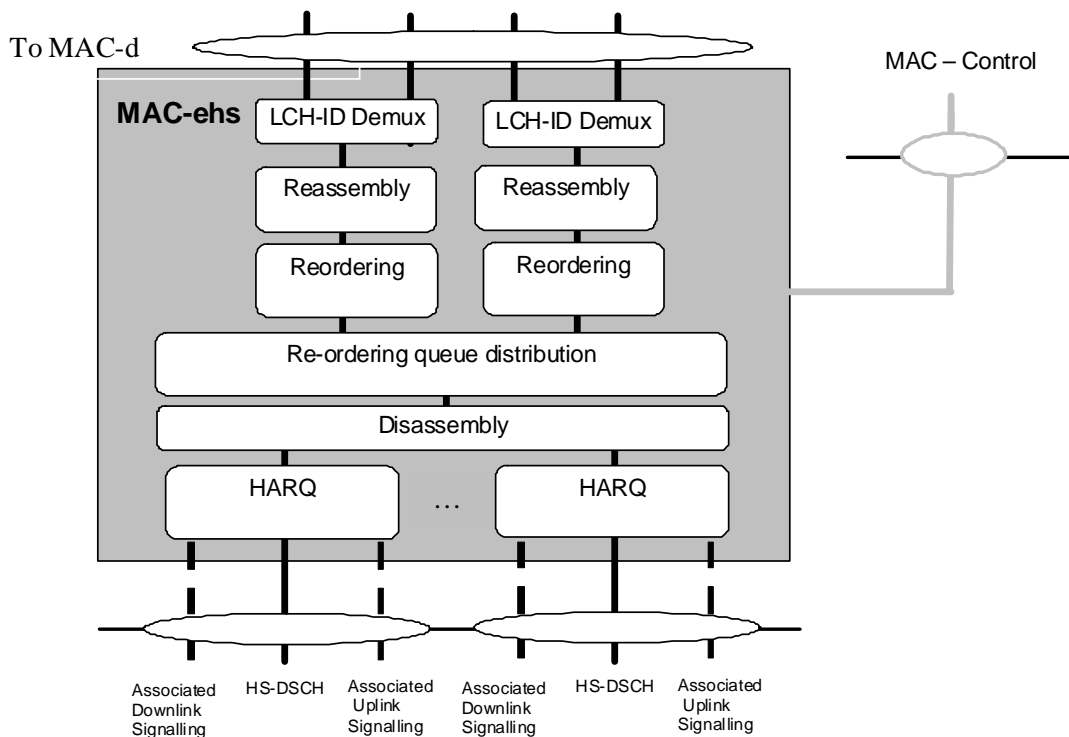 To MAC-d
MAC – Control
MAC-ehs
LCH-ID Demux
LCH-ID Demux
Reassembly
Reassembly
Reordering
Reordering
Re-ordering queue distribution
Disassembly
HARQ
…
HARQ
Associated
Downlink
Signalling
HS-DSCH
Associated
Uplink
Signalling
Associated
Downlink
Signalling
HS-DSCH
Associated
Uplink
Signalling